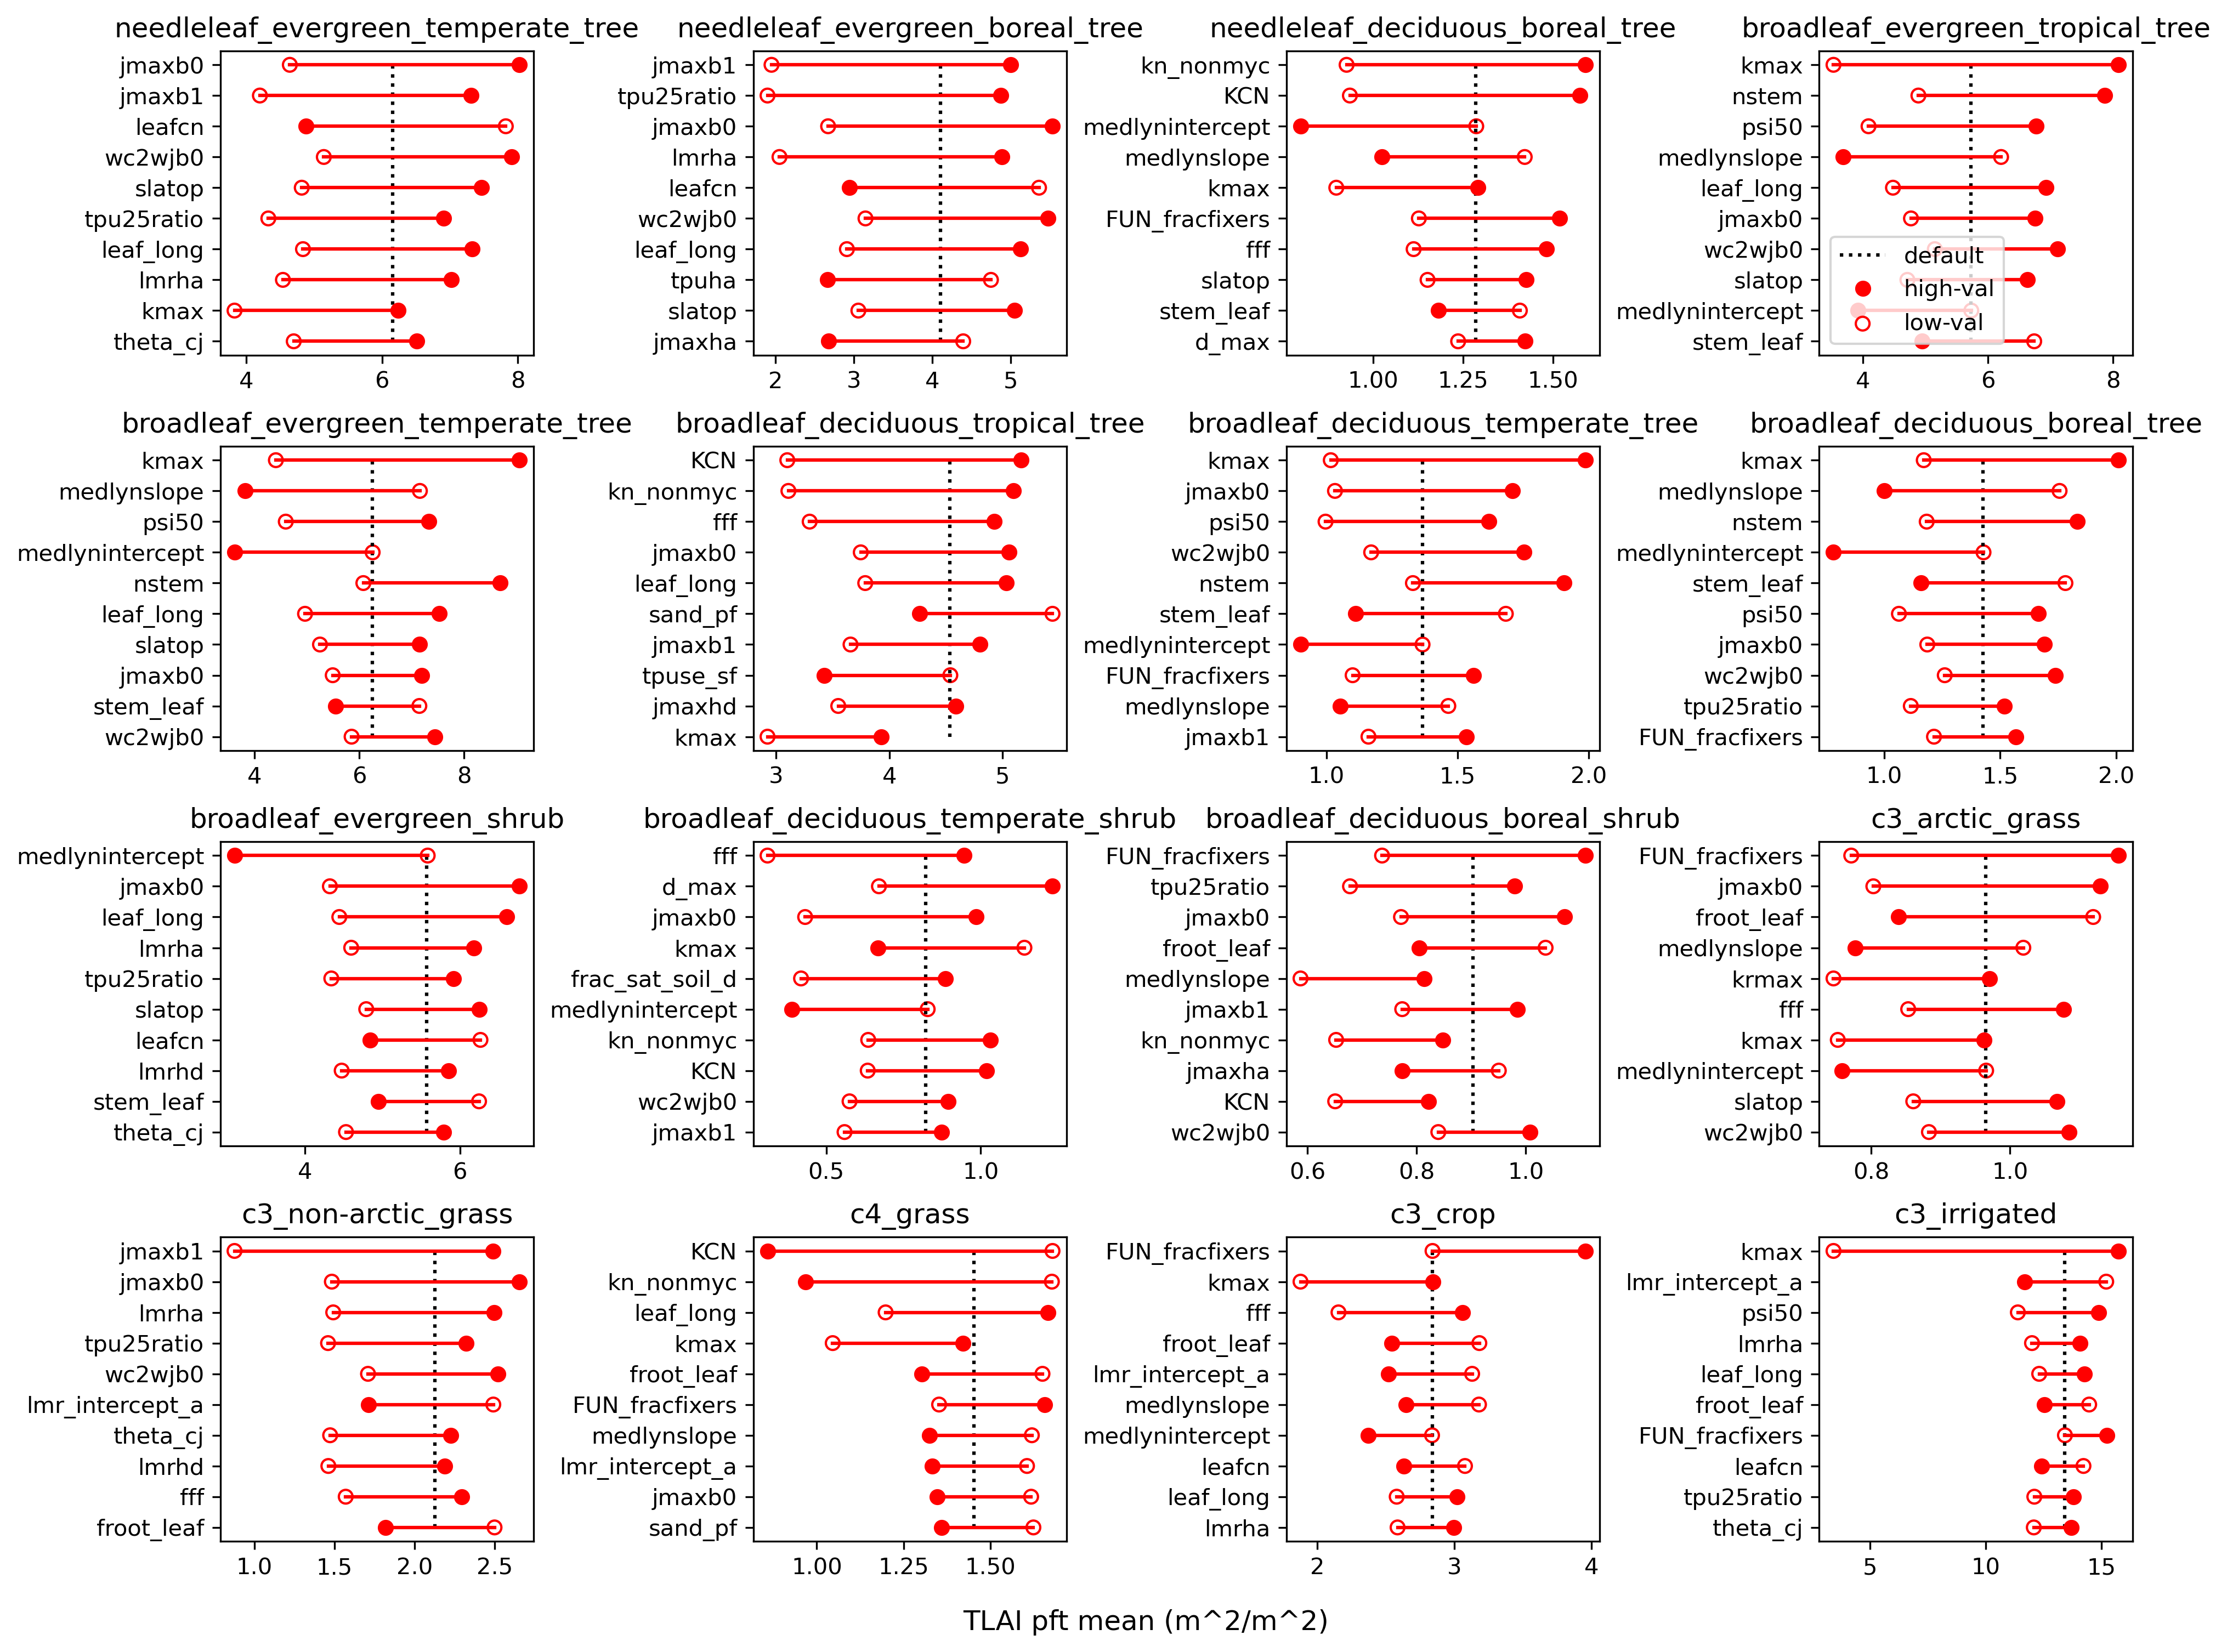 needleleaf_evergreen_temperate_tree
jmaxb0
jmaxb1
leafcn
wc2wjb0
slatop
tpu25ratio
leaf_long
lmrha
kmax
theta_cj
4 6 8
needleleaf_evergreen_boreal_tree
jmaxb1
tpu25ratio
jmaxb0
lmrha
leafcn
wc2wjb0
leaf_long
tpuha
slatop
jmaxha
2 3 4 5
needleleaf_deciduous_boreal_tree
kn_nonmyc
KCN
medlynintercept
medlynslope
kmax
FUN_fracfixers
fff
slatop
stem_leaf
d_max
1.00 1.25 1.50
broadleaf_evergreen_tropical_tree
kmax
nstem
psi50
medlynslope
leaf_long
jmaxb0
wc2wjb0
slatop
medlynintercept
stem_leaf
default
high-val
low-val
4 6 8
broadleaf_evergreen_temperate_tree
kmax
medlynslope
psi50
medlynintercept
nstem
leaf_long
slatop
jmaxb0
stem_leaf
wc2wjb0
4 6 8
broadleaf_deciduous_tropical_tree
KCN
kn_nonmyc
fff
jmaxb0
leaf_long
sand_pf
jmaxb1
tpuse_sf
jmaxhd
kmax
3 4 5
broadleaf_deciduous_temperate_tree
kmax
jmaxb0
psi50
wc2wjb0
nstem
stem_leaf
medlynintercept
FUN_fracfixers
medlynslope
jmaxb1
1.0 1.5 2.0
broadleaf_deciduous_boreal_tree
kmax
medlynslope
nstem
medlynintercept
stem_leaf
psi50
jmaxb0
wc2wjb0
tpu25ratio
FUN_fracfixers
1.0 1.5 2.0
broadleaf_evergreen_shrub
medlynintercept
jmaxb0
leaf_long
lmrha
tpu25ratio
slatop
leafcn
lmrhd
stem_leaf
theta_cj
4 6
broadleaf_deciduous_temperate_shrub
fff
d_max
jmaxb0
kmax
frac_sat_soil_d
medlynintercept
kn_nonmyc
KCN
wc2wjb0
jmaxb1
0.5 1.0
broadleaf_deciduous_boreal_shrub
FUN_fracfixers
tpu25ratio
jmaxb0
froot_leaf
medlynslope
jmaxb1
kn_nonmyc
jmaxha
KCN
wc2wjb0
0.6 0.8 1.0
c3_arctic_grass
FUN_fracfixers
jmaxb0
froot_leaf
medlynslope
krmax
fff
kmax
medlynintercept
slatop
wc2wjb0
0.8 1.0
c3_non-arctic_grass
jmaxb1
jmaxb0
lmrha
tpu25ratio
wc2wjb0
lmr_intercept_a
theta_cj
lmrhd
fff
froot_leaf
1.0 1.5 2.0 2.5
c4_grass
KCN
kn_nonmyc
leaf_long
kmax
froot_leaf
FUN_fracfixers
medlynslope
lmr_intercept_a
jmaxb0
sand_pf
1.00 1.25 1.50
c3_crop
FUN_fracfixers
kmax
fff
froot_leaf
lmr_intercept_a
medlynslope
medlynintercept
leafcn
leaf_long
lmrha
2 3 4
c3_irrigated
kmax
lmr_intercept_a
psi50
lmrha
leaf_long
froot_leaf
FUN_fracfixers
leafcn
tpu25ratio
theta_cj
5 10 15
TLAI pft mean (m^2/m^2)